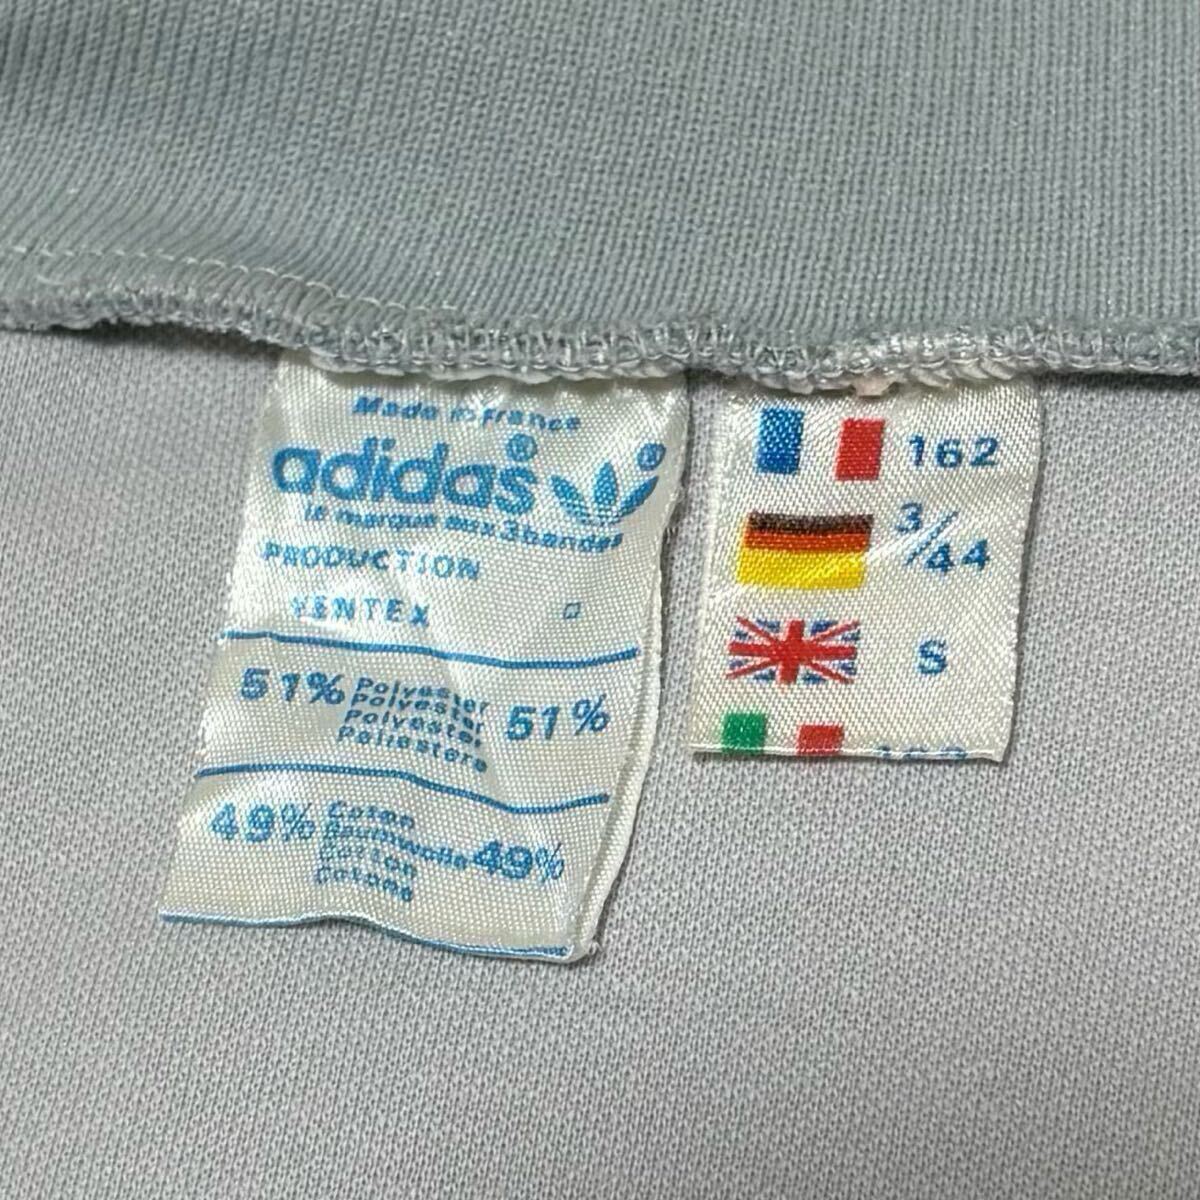 Made in France
adidas®
®
la marque aux 3 bandes
PRODUCTION
VENTEX
51% Polyester 51%
Polyester
Polyester
Poliestere
49% Coton 49%
Baumwolle
Cotton
Cotone
162
3/44
S